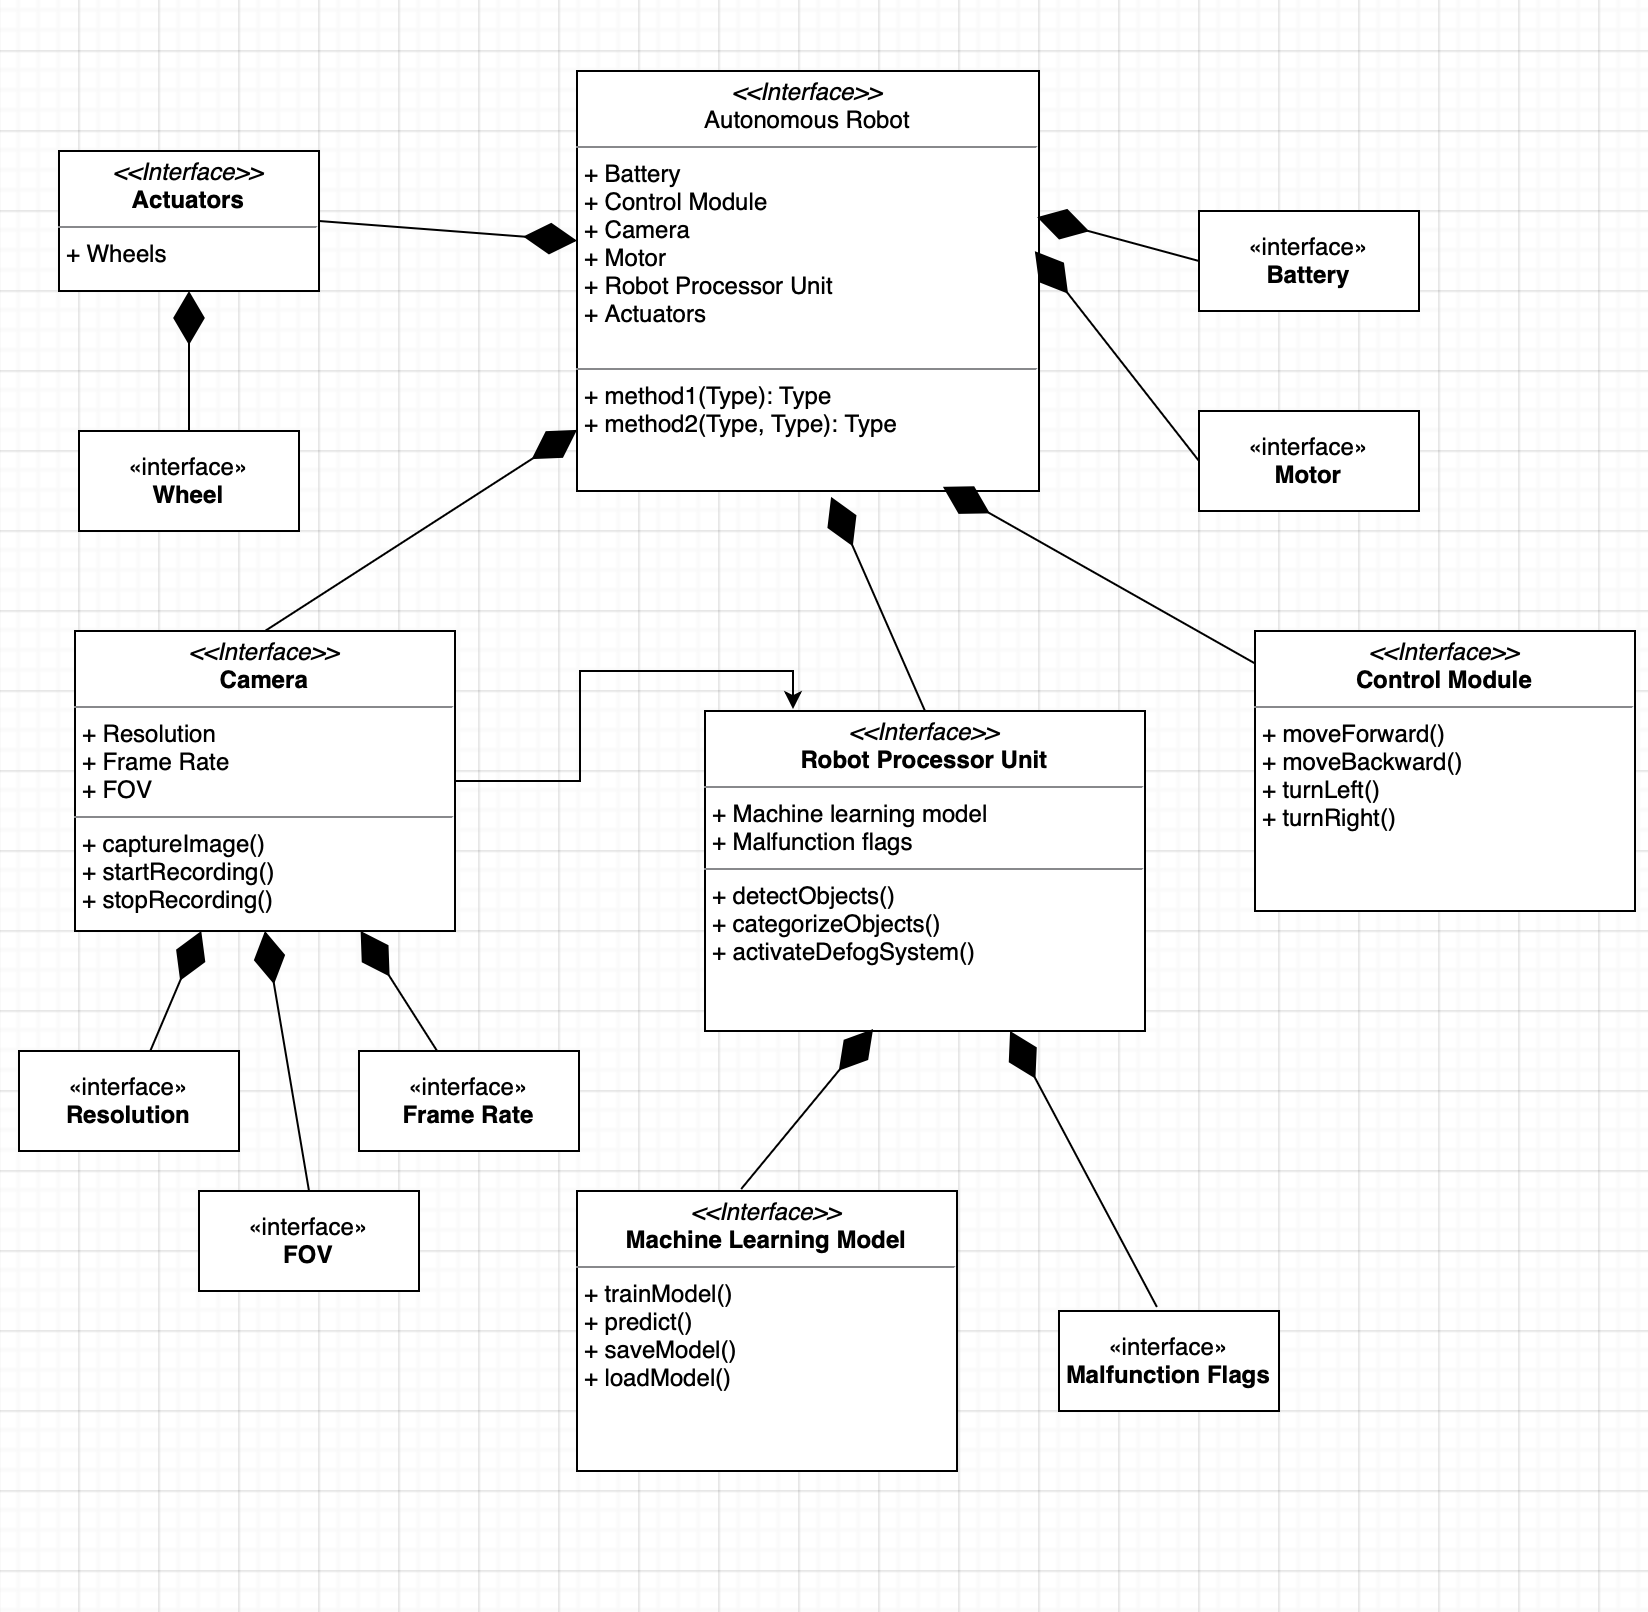 <<Interface>>
Autonomous Robot
+ Battery
+ Control Module
+ Camera
+ Motor
+ Robot Processor Unit
+ Actuators
+ method1(Type): Type
+ method2(Type, Type): Type
<<Interface>>
Actuators
+ Wheels
«interface»
Wheel
«interface»
Battery
«interface»
Motor
<<Interface>>
Camera
+ Resolution
+ Frame Rate
+ FOV
+ captureImage()
+ startRecording()
+ stopRecording()
<<Interface>>
Robot Processor Unit
+ Machine learning model
+ Malfunction flags
+ detectObjects()
+ categorizeObjects()
+ activateDefogSystem()
<<Interface>>
Control Module
+ moveForward()
+ moveBackward()
+ turnLeft()
+ turnRight()
«interface»
Resolution
«interface»
Frame Rate
«interface»
FOV
<<Interface>>
Machine Learning Model
+ trainModel()
+ predict()
+ saveModel()
+ loadModel()
«interface»
Malfunction Flags